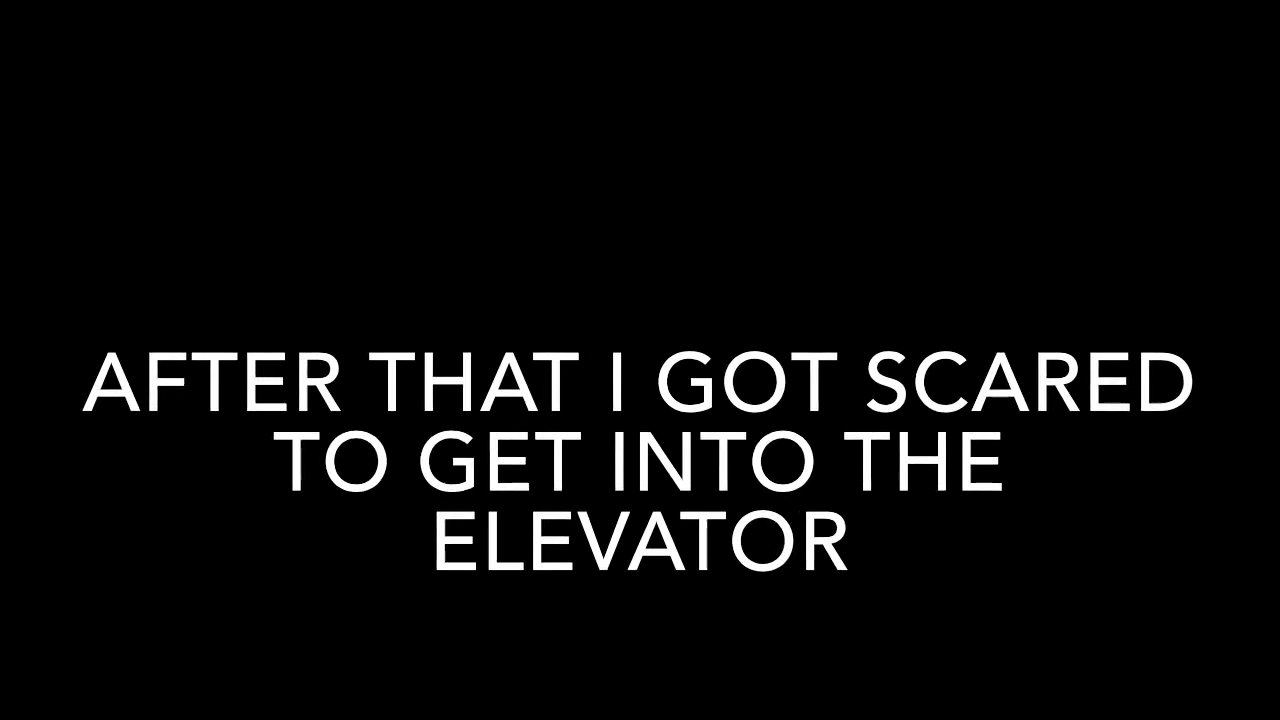 AFTER THAT I GOT SCARED
TO GET INTO THE
ELEVATOR